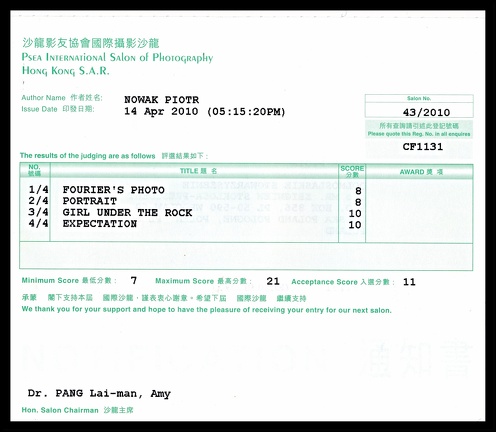 沙龍影友協會國際攝影沙龍
PSEA INTERNATIONAL SALON OF PHOTOGRAPHY
HONG KONG S.A.R.
Author Name 作者姓名: NOWAK PIOTR
Issue Date 印發日期: 14 Apr 2010 (05:15:20PM)
Salon No.
43/2010
所有查詢請引述此登記號碼
Please quote this Reg. No. in all enquires
CF1131
The results of the judging are as follows 評選結果如下:
NO. 號碼 TITLE 題 名 SCORE 分數 AWARD 獎 項
1/4 FOURIER'S PHOTO 8
2/4 PORTRAIT 8
3/4 GIRL UNDER THE ROCK 10
4/4 EXPECTATION 10
Minimum Score 最低分數: 7 Maximum Score 最高分數: 21 Acceptance Score 入選分數: 11
承蒙 閣下支持本屆 國際沙龍,謹表衷心謝意。希望下屆 國際沙龍 繼續支持
We thank you for your support and hope to have the pleasure of receiving your entry for our next salon.
Dr. PANG Lai-man, Amy
Hon. Salon Chairman 沙龍主席